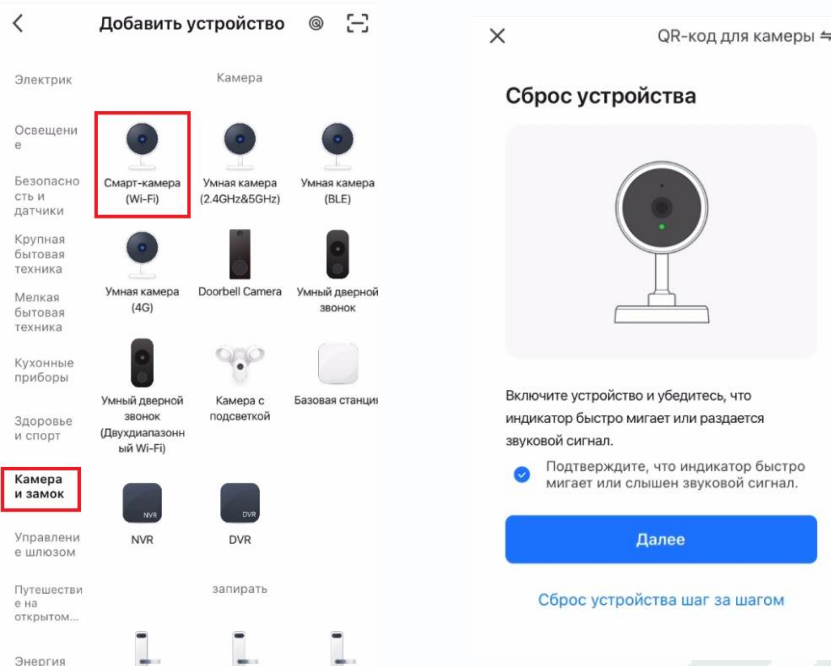 Добавить устройство
Электрик
Освещени
е
Безопасно
сть и
датчики
Крупная
бытовая
техника
Мелкая
бытовая
техника
Кухонные
приборы
Здоровье
и спорт
Камера
и замок
Управлени
е шлюзом
Путешестви
е на
открытом...
Энергия
Камера
Смарт-камера
(Wi-Fi)
Умная камера
(2.4GHz&5GHz)
Умная камера
(BLE)
Умная камера
(4G)
Doorbell Camera
Умный дверной
звонок
Умный дверной
звонок
(Двухдиапазонн
ый Wi-Fi)
Камера с
подсветкой
Базовая станция
NVR
NVR
DVR
DVR
запирать
QR-код для камеры
Сброс устройства
Включите устройство и убедитесь, что
индикатор быстро мигает или раздается
звуковой сигнал.
Подтвердите, что индикатор быстро
мигает или слышен звуковой сигнал.
Далее
Сброс устройства шаг за шагом